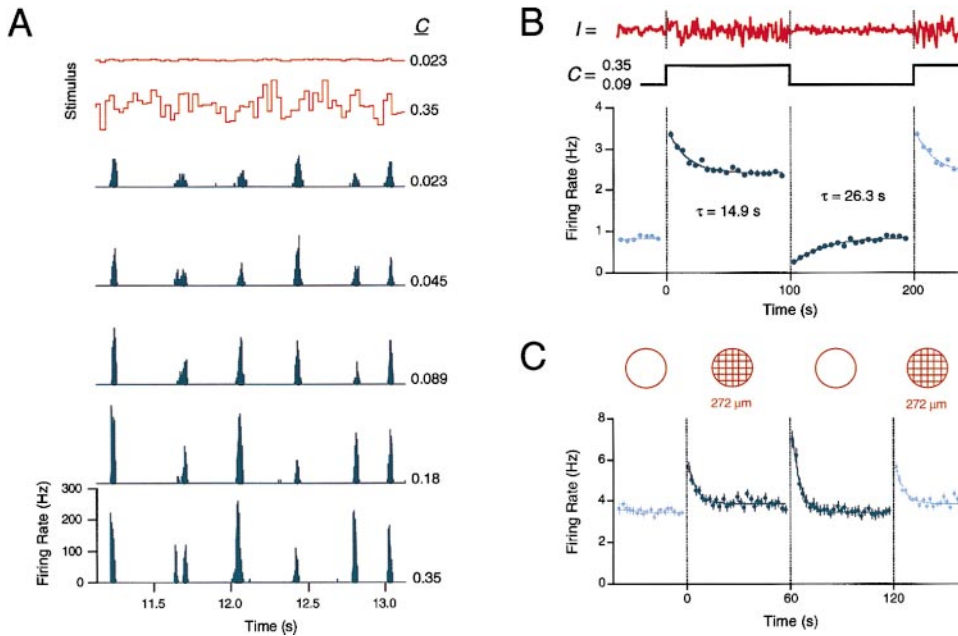 A
C
Stimulus
0.023
0.35
0.023
0.045
0.089
0.18
0.35
Firing Rate (Hz)
300
200
100
0
11.5
12.0
12.5
13.0
Time (s)
B
I =
C =
0.35
0.09
Firing Rate (Hz)
4
3
2
1
0
τ = 14.9 s
τ = 26.3 s
0
100
200
Time (s)
C
272 μm
272 μm
Firing Rate (Hz)
8
6
4
2
0
0
60
120
Time (s)